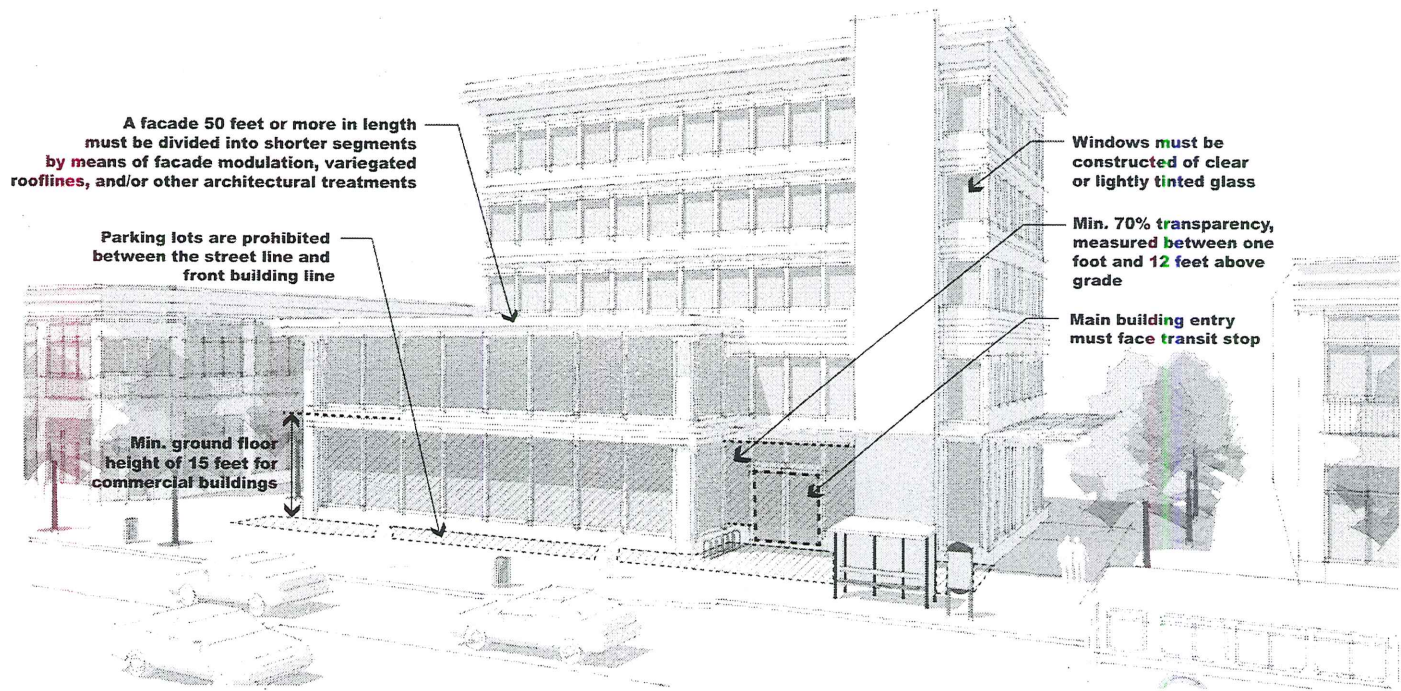 A facade 50 feet or more in length
must be divided into shorter segments
by means of facade modulation, variegated
rooflines, and/or other architectural treatments
Parking lots are prohibited
between the street line and
front building line
Min. ground floor
height of 15 feet for
commercial buildings
Windows must be
constructed of clear
or lightly tinted glass
Min. 70% transparency,
measured between one
foot and 12 feet above
grade
Main building entry
must face transit stop